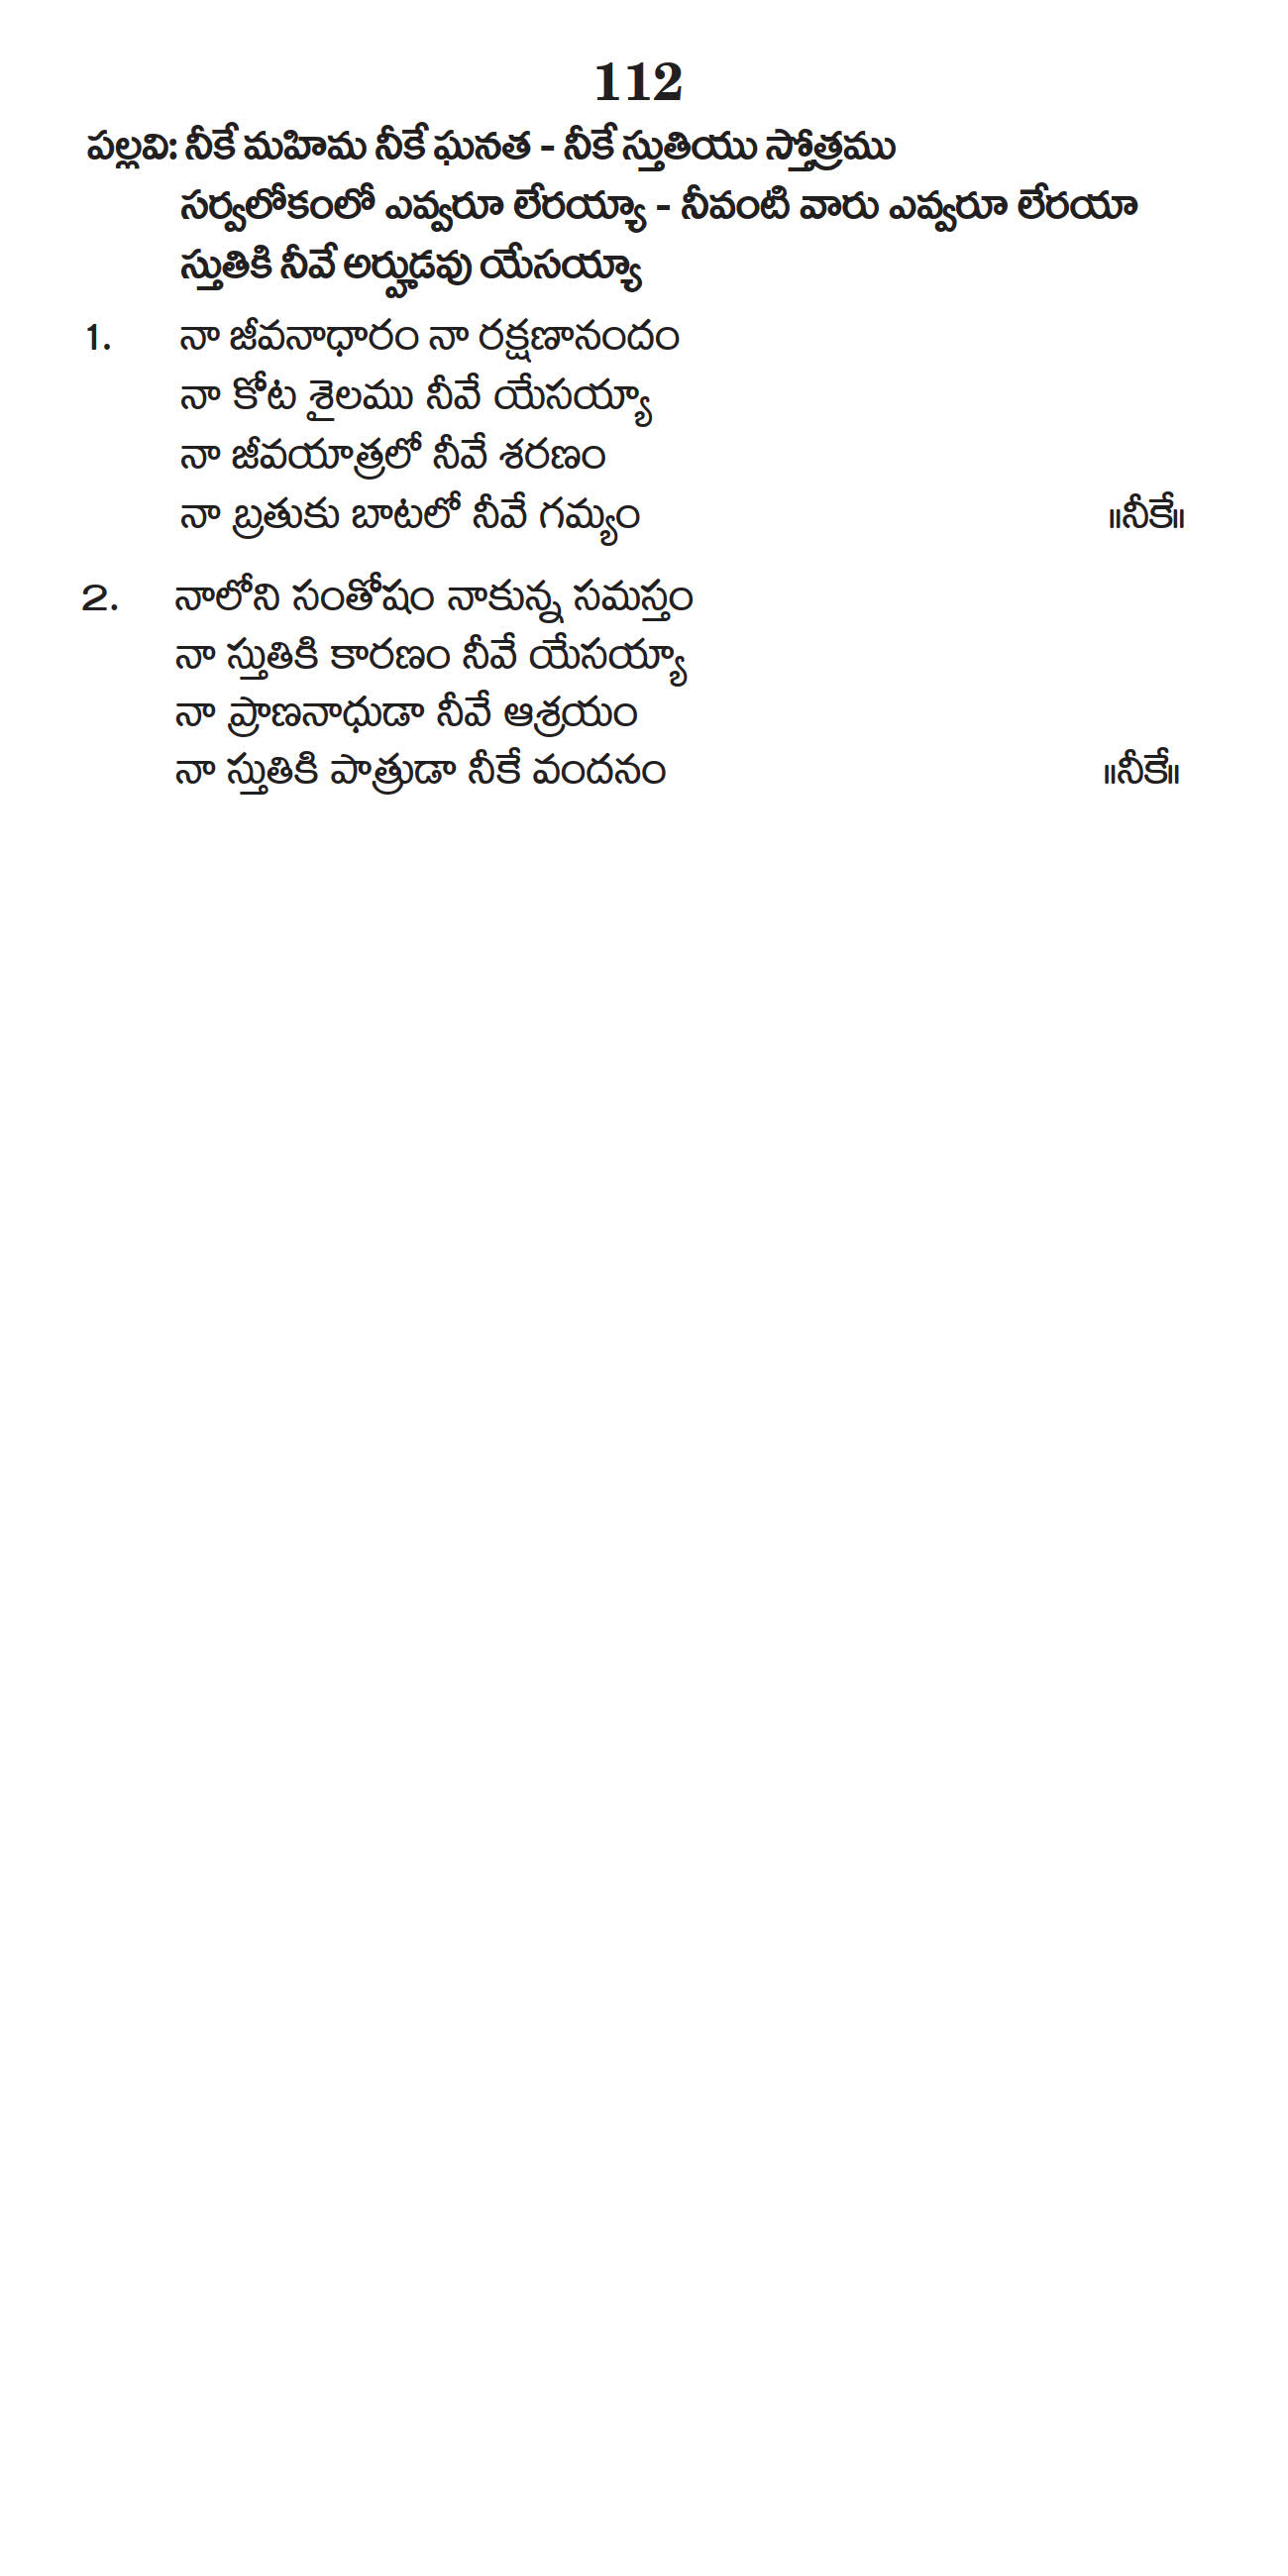 112
పల్లవి: నీకే మహిమ నీకే ఘనత - నీకే స్తుతియు స్తోత్రము
సర్వలోకంలో ఎవ్వరూ లేరయ్యా - నీవంటి వారు ఎవ్వరూ లేరయా
స్తుతికి నీవే అర్హుడవు యేసయ్యా
1. నా జీవనాధారం నా రక్షణానందం
నా కోట శైలము నీవే యేసయ్యా
నా జీవయాత్రలో నీవే శరణం
నా బ్రతుకు బాటలో నీవే గమ్యం ॥నీకే॥
2. నాలోని సంతోషం నాకున్న సమస్తం
నా స్తుతికి కారణం నీవే యేసయ్యా
నా ప్రాణనాధుడా నీవే ఆశ్రయం
నా స్తుతికి పాత్రుడా నీకే వందనం ॥నీకే॥